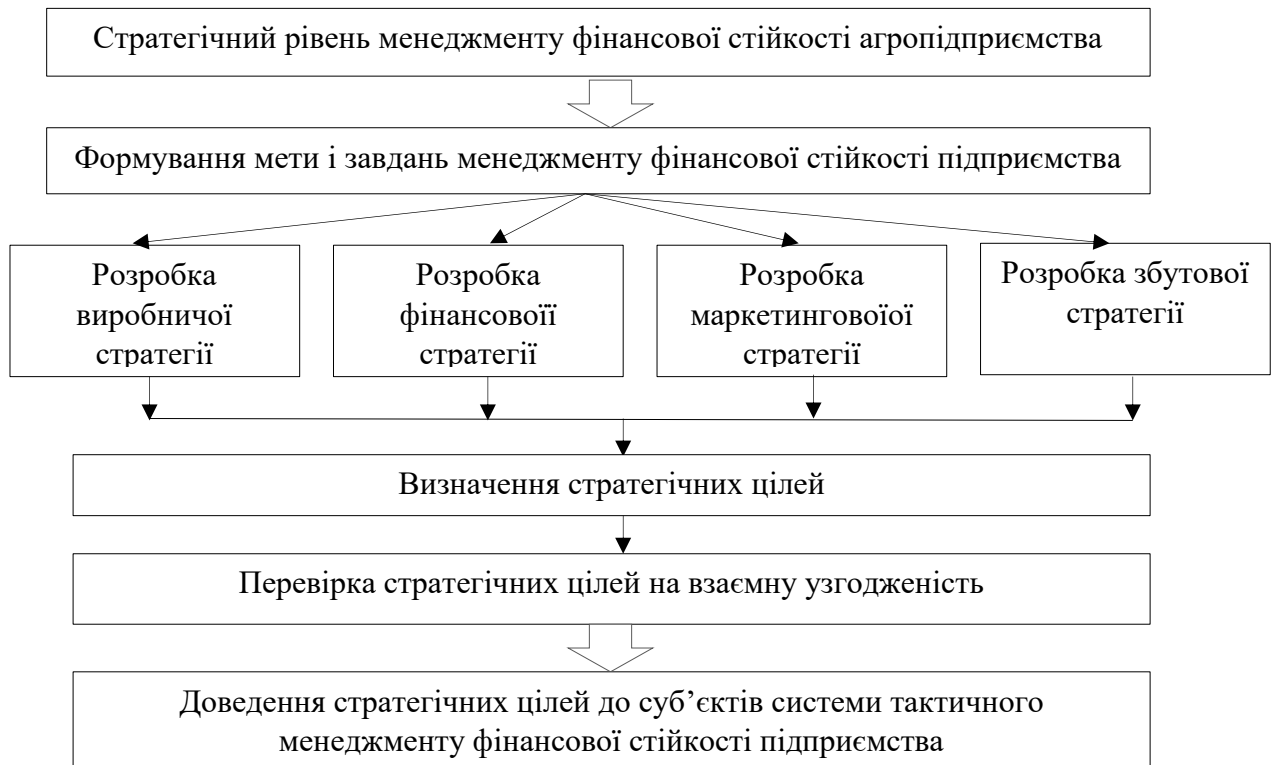 Стратегічний рівень менеджменту фінансової стійкості агропідприємства
Формування мети і завдань менеджменту фінансової стійкості підприємства
Розробка
виробничої
стратегії
Розробка
фінансовоїї
стратегії
Розробка
маркетинговоіої
стратегії
Розробка збутової
стратегії
Визначення стратегічних цілей
Перевірка стратегічних цілей на взаємну узгодженість
Доведення стратегічних цілей до суб’єктів системи тактичного
менеджменту фінансової стійкості підприємства